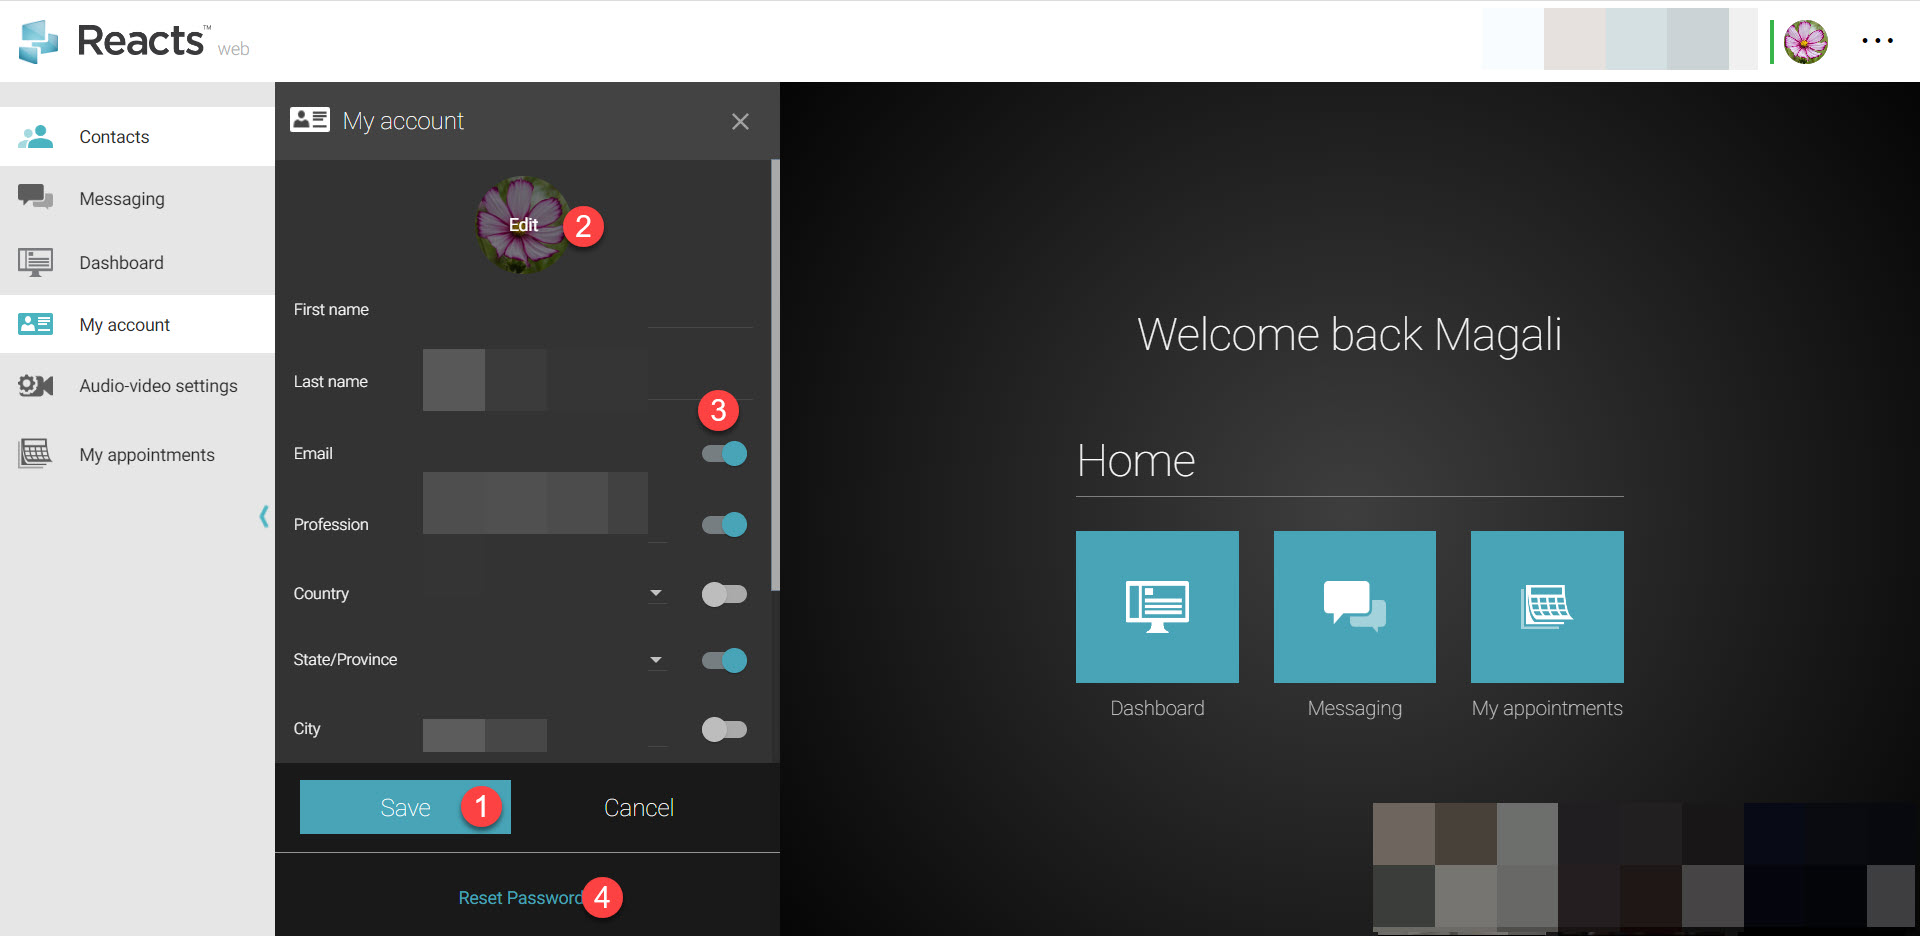 Reacts™ web
Contacts
Messaging
Dashboard
My account
Audio-video settings
My appointments
My account
Edit
2
First name
Last name
3
Email
Profession
Country
State/Province
City
Save
1
Cancel
Reset Password
4
Welcome back Magali
Home
Dashboard
Messaging
My appointments